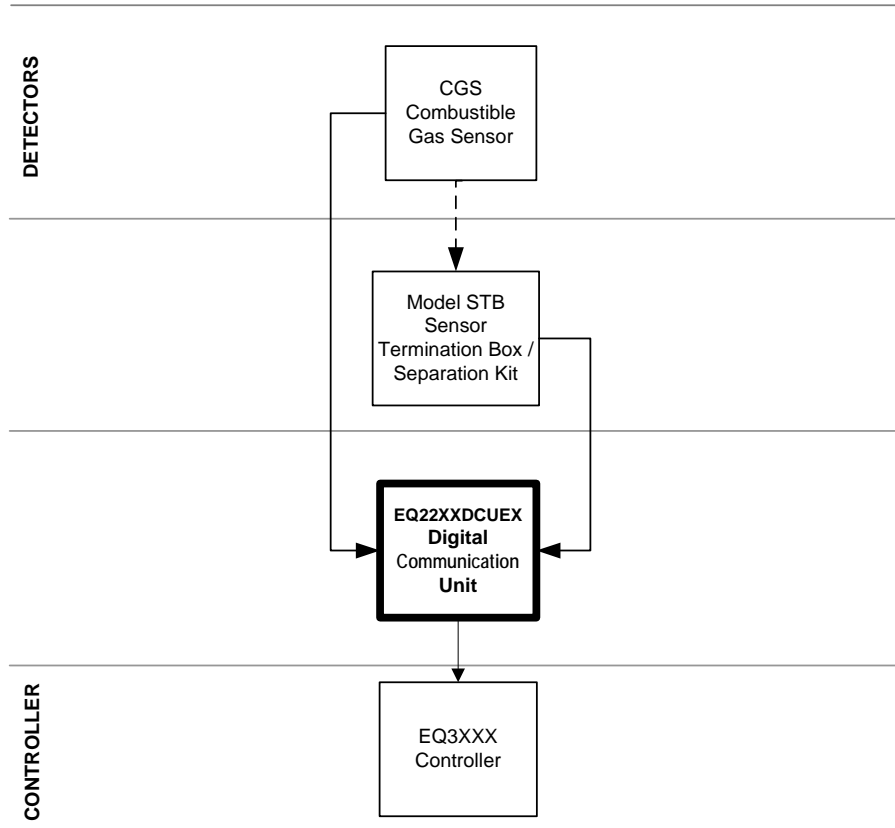 DETECTORS
CGS
Combustible
Gas Sensor
Model STB
Sensor
Termination Box /
Separation Kit
EQ22XXDCUEX
Digital
Communication
Unit
CONTROLLER
EQ3XXX
Controller